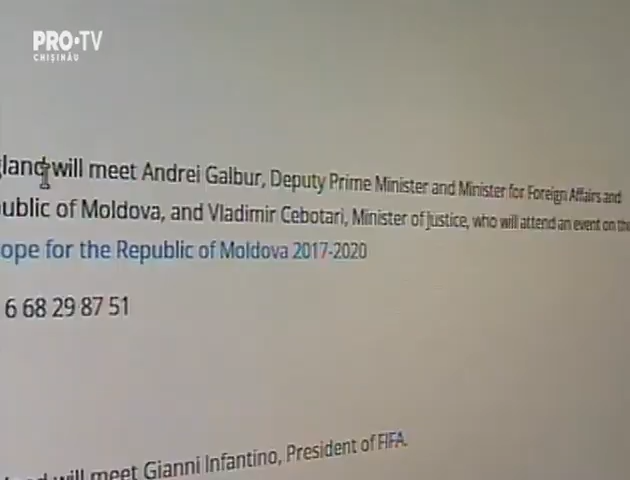 PRO•TV
CHIȘINĂU
land will meet Andrei Galbur, Deputy Prime Minister and Minister for Foreign Affairs and
ublic of Moldova, and Vladimir Cebotari, Minister of Justice, who will attend an event on the
ope for the Republic of Moldova 2017-2020
6 68 29 87 51
will meet Gianni Infantino, President of FIFA.